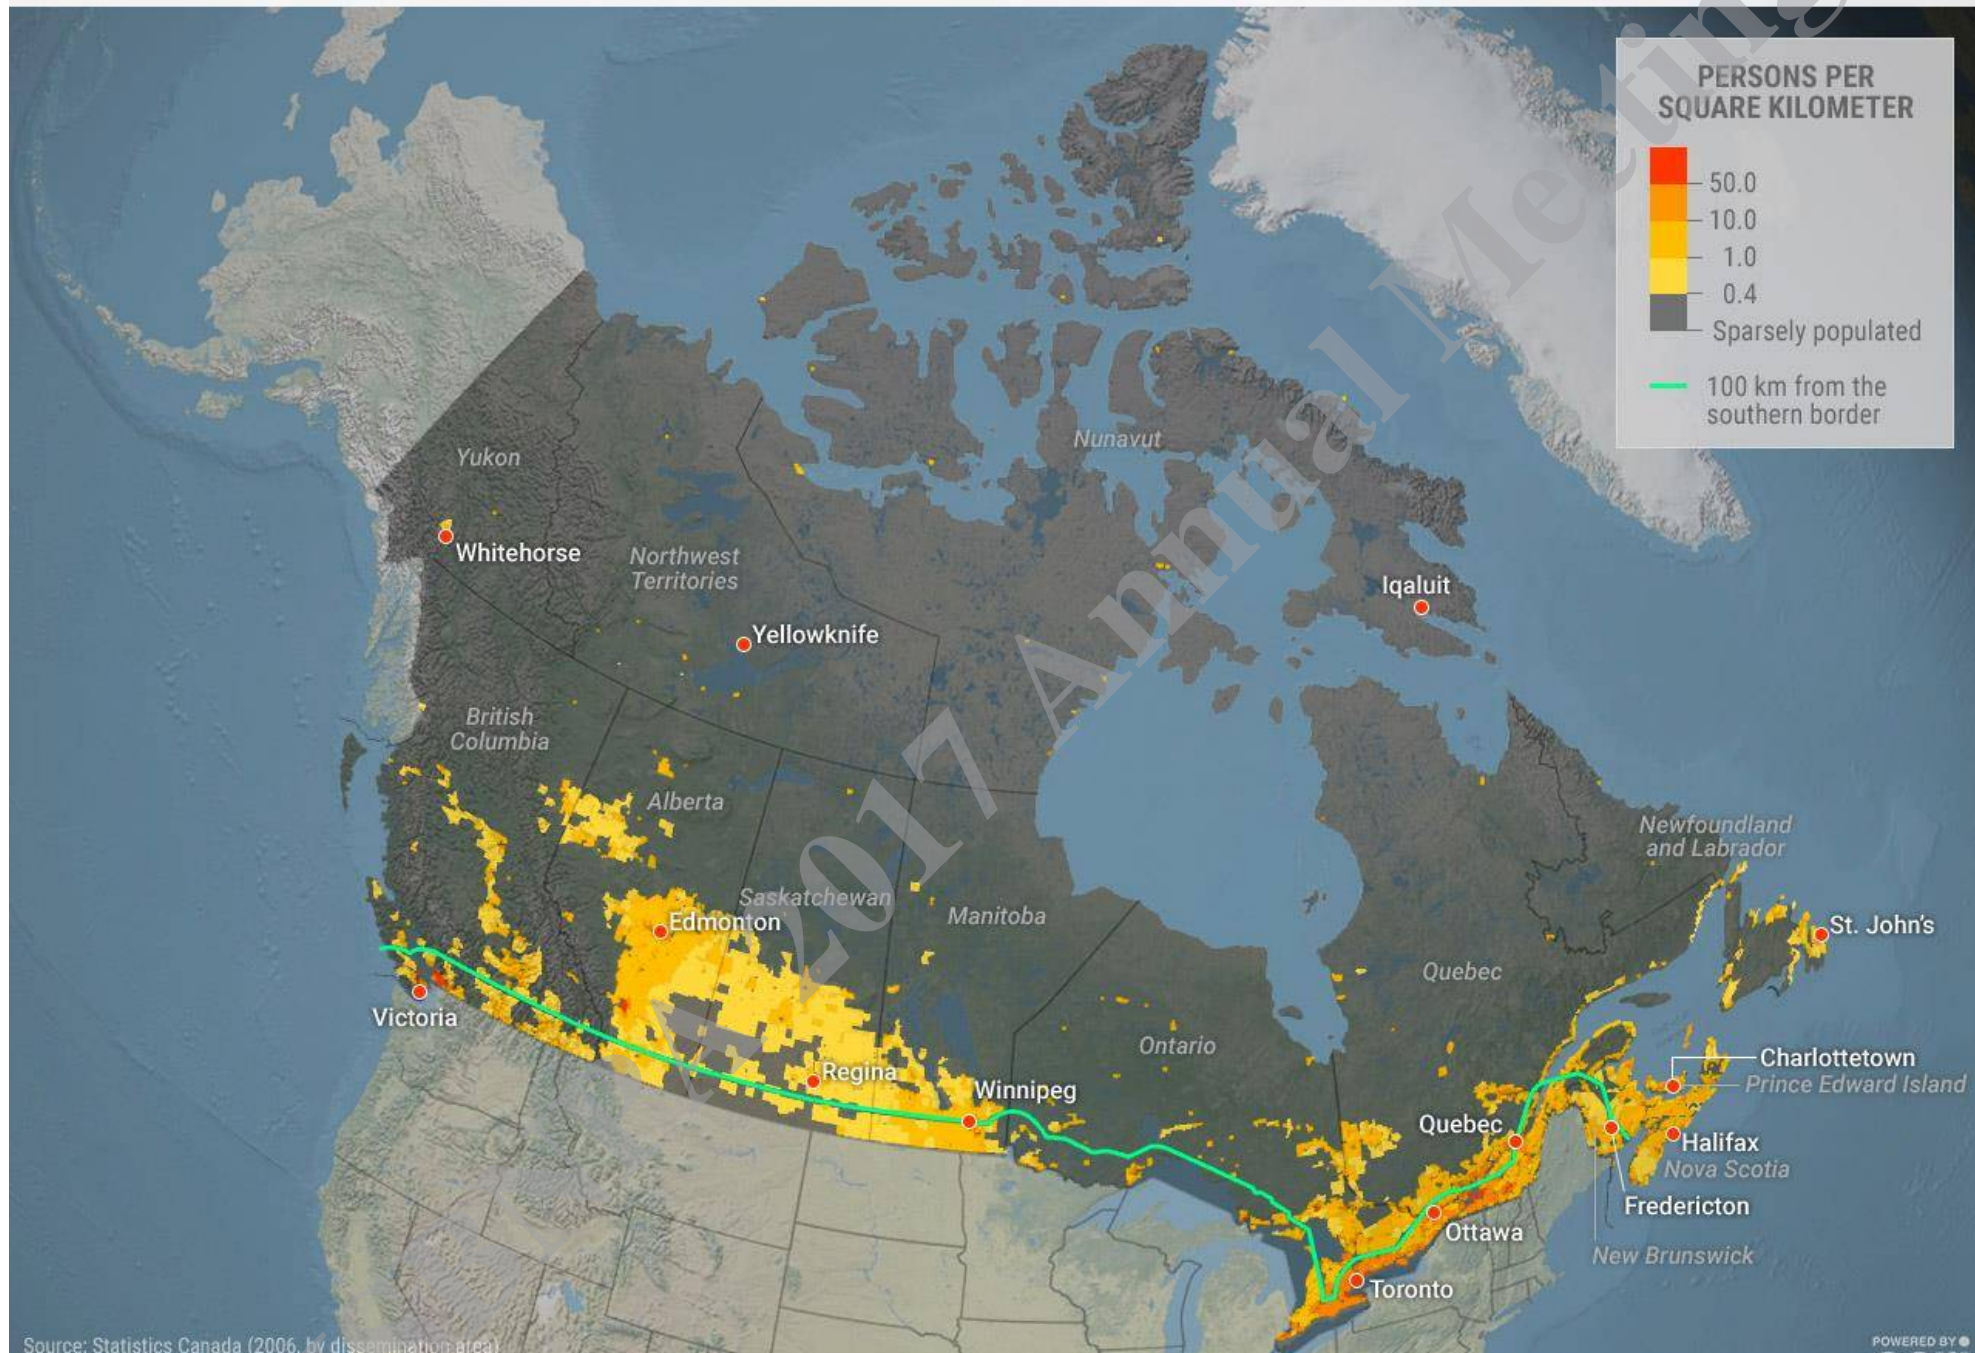 PERSONS PER
SQUARE KILOMETER
50.0
10.0
1.0
0.4
Sparsely populated
100 km from the
southern border
Yukon
Whitehorse
Northwest
Territories
Yellowknife
Nunavut
Iqaluit
British
Columbia
Alberta
Edmonton
Saskatchewan
Manitoba
Newfoundland
and Labrador
St. John's
Quebec
Victoria
Ontario
Regina
Winnipeg
Charlottetown
Prince Edward Island
Quebec
Halifax
Nova Scotia
Fredericton
Ottawa
New Brunswick
Toronto
A 2017 Annual Meeting
Source: Statistics Canada (2006, by dissemination area)
POWERED BY